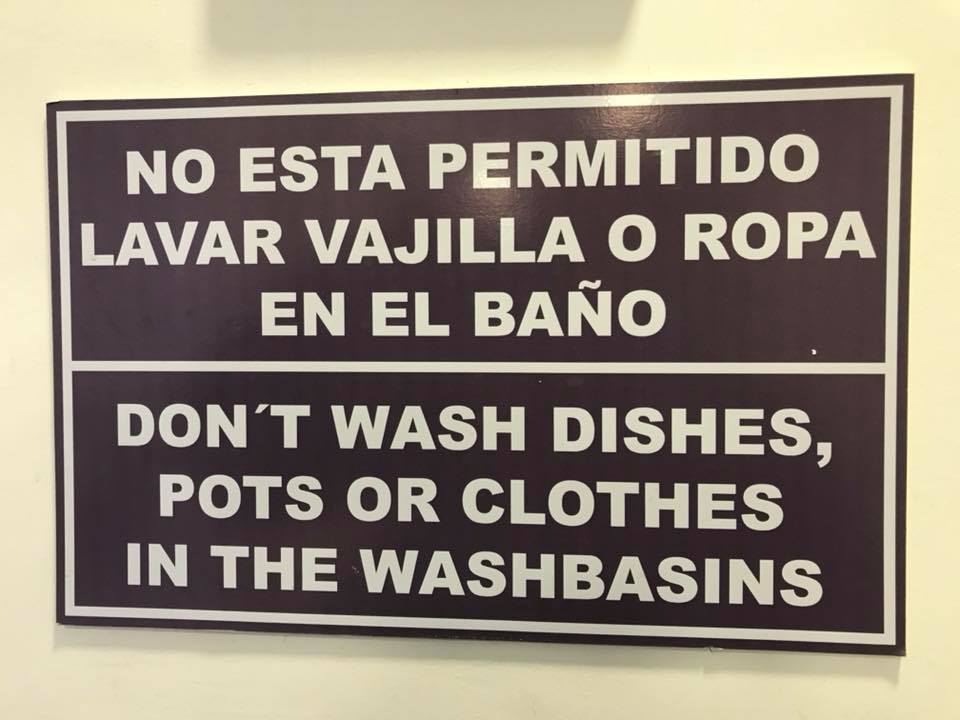 NO ESTA PERMITIDO
LAVAR VAJILLA O ROPA
EN EL BAÑO
DON´T WASH DISHES,
POTS OR CLOTHES
IN THE WASHBASINS